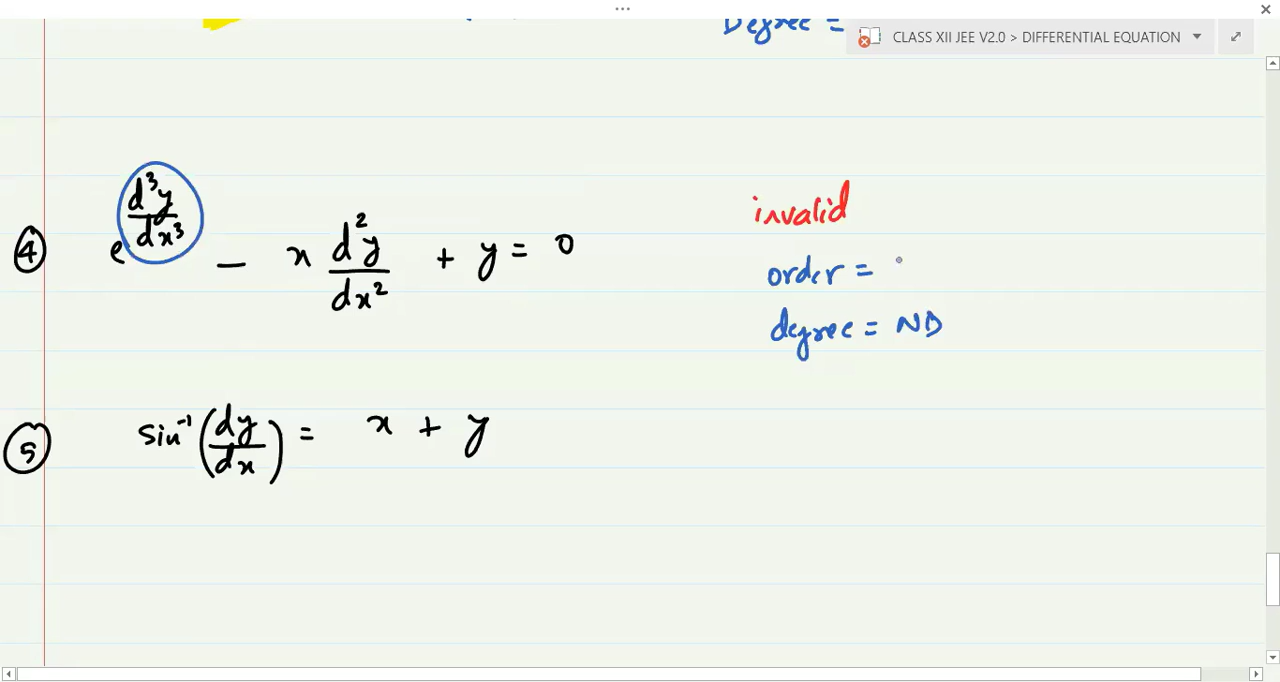 Degree =
CLASS XII JEE V2.0 > DIFFERENTIAL EQUATION
④ e^(d³y/dx³) − x d²y/dx² + y = 0
invalid
order =
degree = ND
⑤ sin⁻¹(dy/dx) = x + y